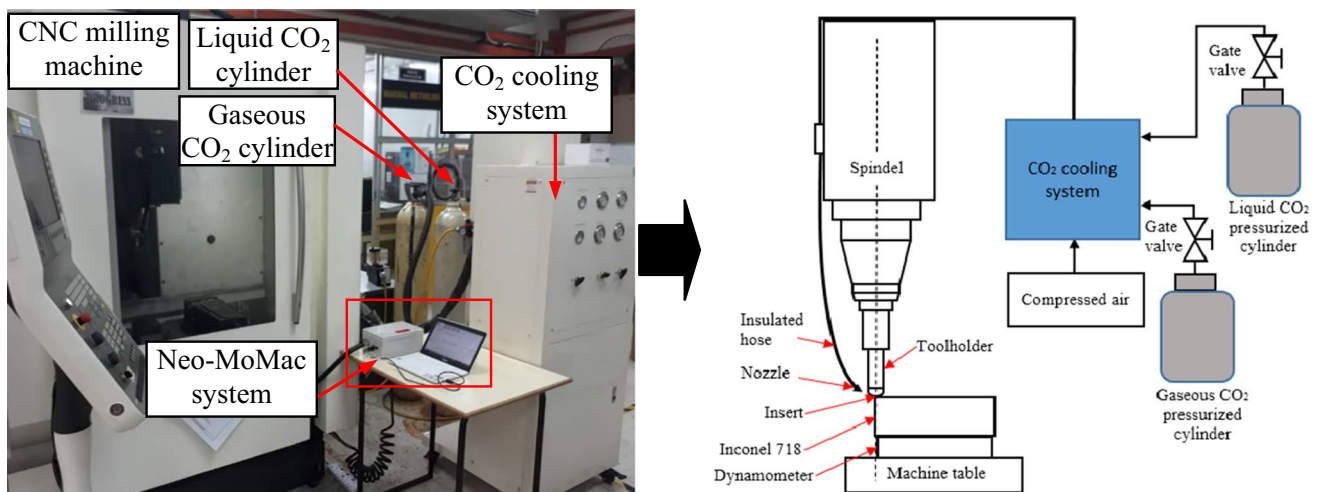 CNC milling
machine
Liquid CO₂
cylinder
CO₂ cooling
system
Gaseous
CO₂ cylinder
Neo-MoMac
system
Spindel
CO₂ cooling
system
Gate
valve
Liquid CO₂
pressurized
cylinder
Gate
valve
Compressed air
Gaseous CO₂
pressurized
cylinder
Insulated
hose
Toolholder
Nozzle
Insert
Inconel 718
Dynamometer
Machine table